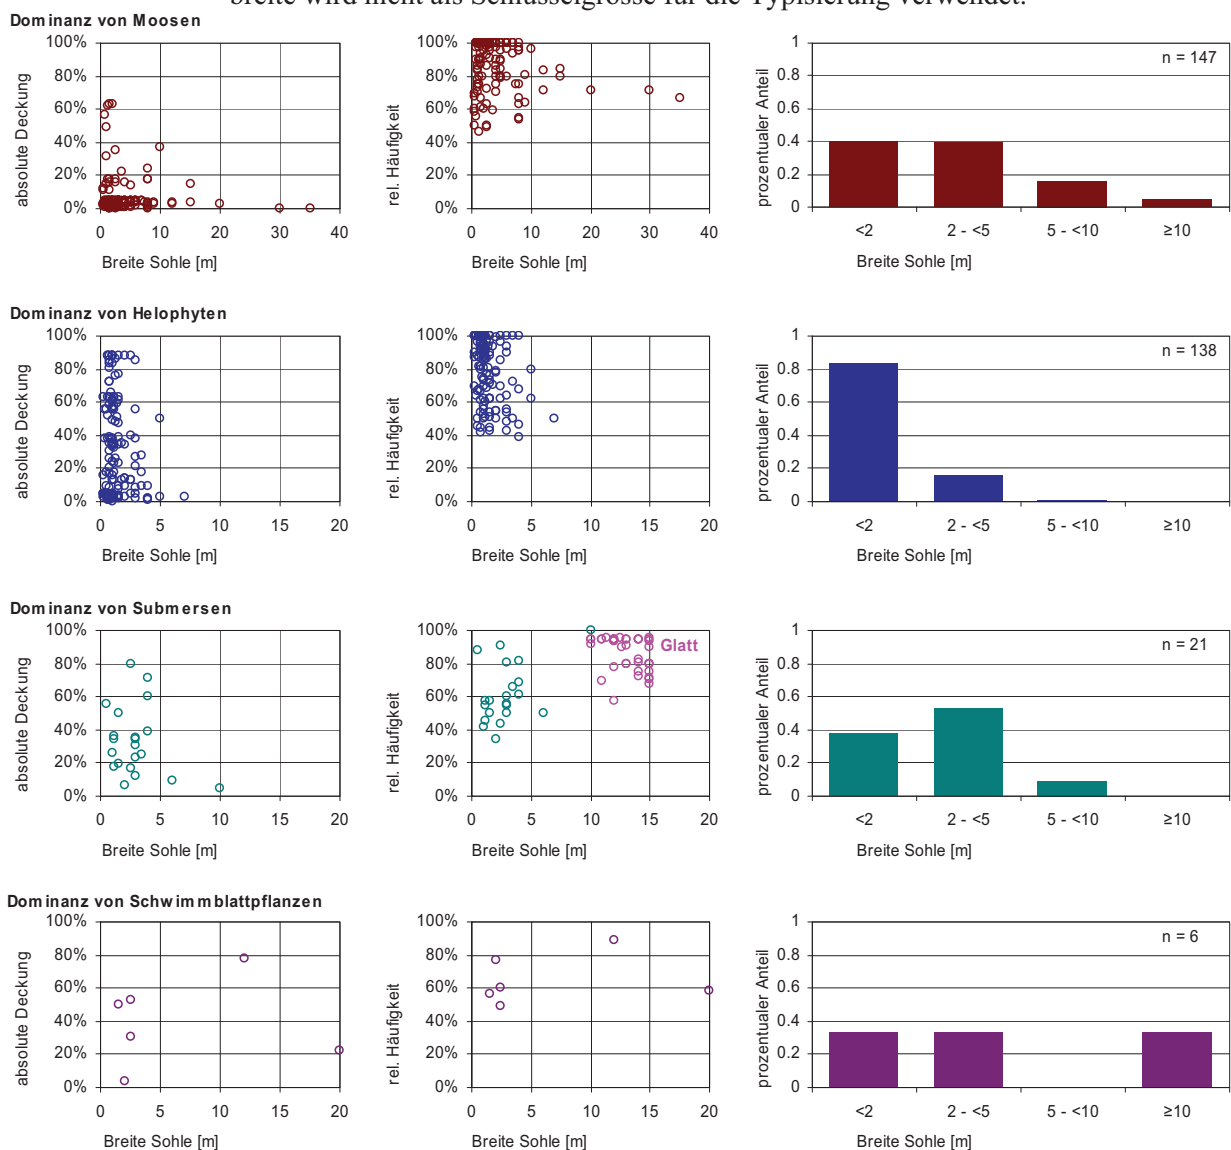 breite wird nicht als Schlüsselgrösse für die Typisierung verwendet.
Dominanz von Moosen
absolute Deckung
100%
80%
60%
40%
20%
0%
0 10 20 30 40
Breite Sohle [m]
rel. Häufigkeit
100%
80%
60%
40%
20%
0%
0 10 20 30 40
Breite Sohle [m]
prozentualer Anteil
1
0.8
0.6
0.4
0.2
0
n = 147
<2 2 - <5 5 - <10 ≥10
Breite Sohle [m]
Dominanz von Helophyten
absolute Deckung
100%
80%
60%
40%
20%
0%
0 5 10 15 20
Breite Sohle [m]
rel. Häufigkeit
100%
80%
60%
40%
20%
0%
0 5 10 15 20
Breite Sohle [m]
prozentualer Anteil
1
0.8
0.6
0.4
0.2
0
n = 138
<2 2 - <5 5 - <10 ≥10
Breite Sohle [m]
Dominanz von Submersen
absolute Deckung
100%
80%
60%
40%
20%
0%
0 5 10 15 20
Breite Sohle [m]
rel. Häufigkeit
100%
80%
60%
40%
20%
0%
Glatt
0 5 10 15 20
Breite Sohle [m]
prozentualer Anteil
1
0.8
0.6
0.4
0.2
0
n = 21
<2 2 - <5 5 - <10 ≥10
Breite Sohle [m]
Dominanz von Schwimmblattpflanzen
absolute Deckung
100%
80%
60%
40%
20%
0%
0 5 10 15 20
Breite Sohle [m]
rel. Häufigkeit
100%
80%
60%
40%
20%
0%
0 5 10 15 20
Breite Sohle [m]
prozentualer Anteil
1
0.8
0.6
0.4
0.2
0
n = 6
<2 2 - <5 5 - <10 ≥10
Breite Sohle [m]